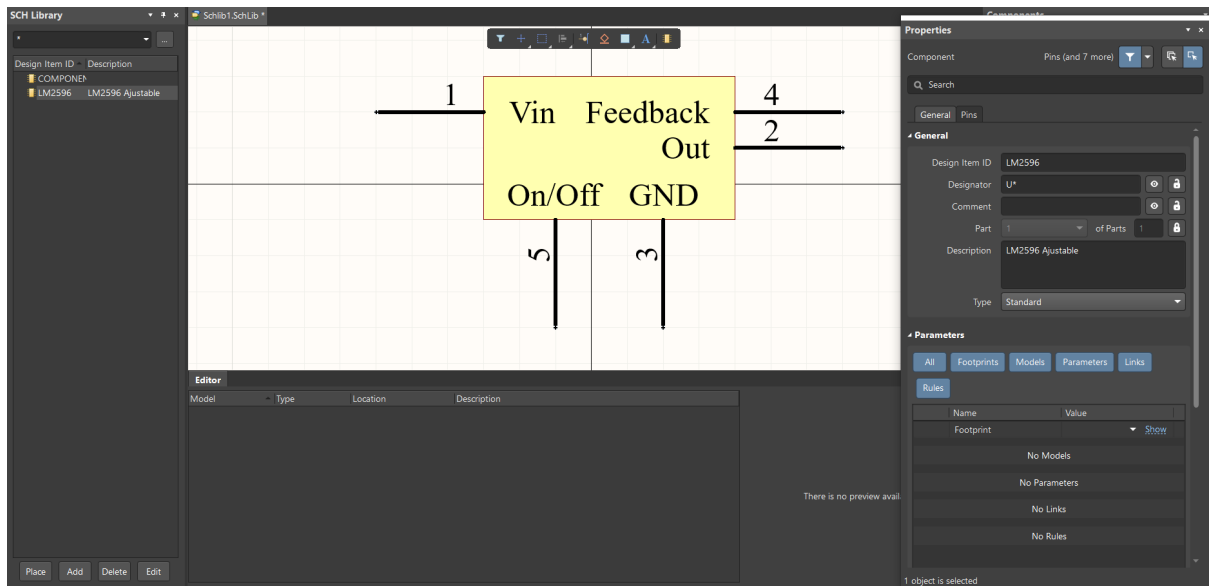 SCH Library
*
...
Design Item ID Description
COMPONEN
LM2596 LM2596 Ajustable
Place Add Delete Edit
Schlib1.SchLib *
A
1 Vin Feedback 4
Out 2
On/Off GND
5 3
Editor
Model Type Location Description
There is no preview avail
Components
Properties
Component Pins (and 7 more)
Search
General Pins
General
Design Item ID LM2596
Designator U*
Comment
Part 1 of Parts 1
Description LM2596 Ajustable
Type Standard
Parameters
All Footprints Models Parameters Links
Rules
Name Value
Footprint Show
No Models
No Parameters
No Links
No Rules
1 object is selected